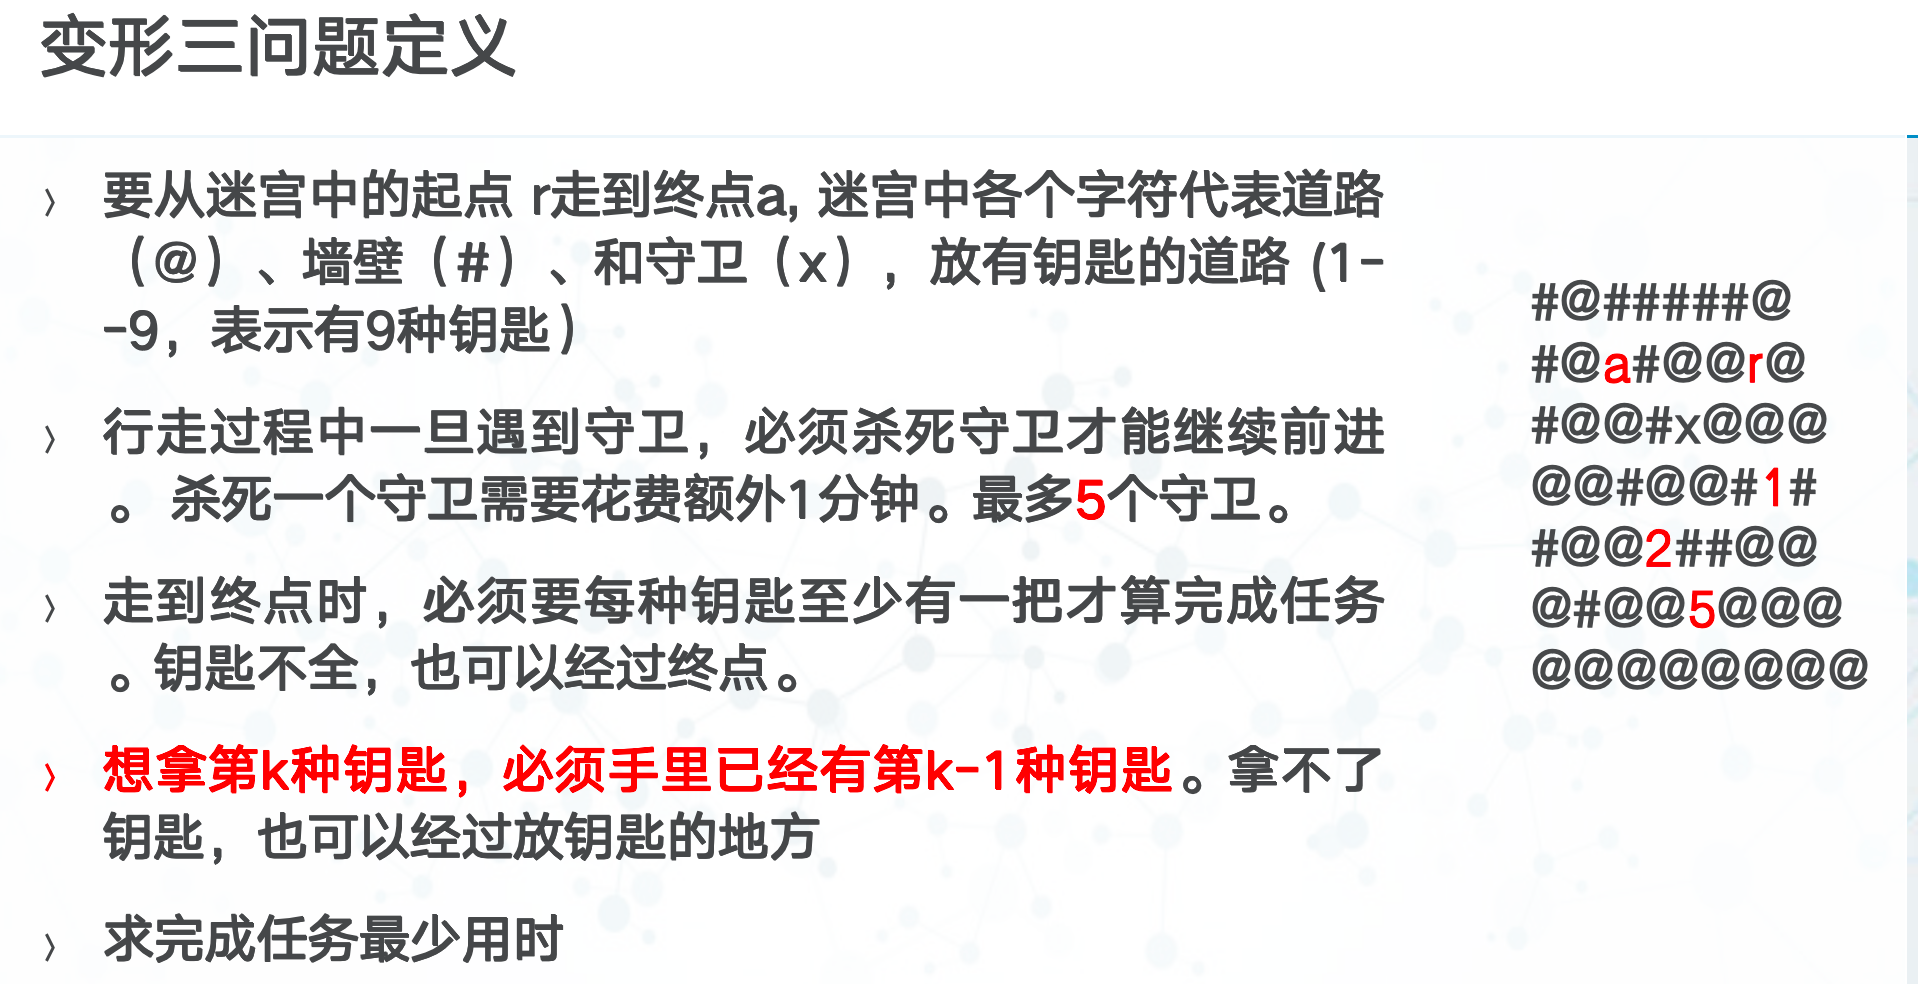 变形三问题定义
› 要从迷宫中的起点 r走到终点a, 迷宫中各个字符代表道路
（@）、墙壁（#）、和守卫（x），放有钥匙的道路 (1-
-9，表示有9种钥匙）
› 行走过程中一旦遇到守卫，必须杀死守卫才能继续前进
。 杀死一个守卫需要花费额外1分钟。最多5个守卫。
› 走到终点时，必须要每种钥匙至少有一把才算完成任务
。钥匙不全，也可以经过终点。
› 想拿第k种钥匙，必须手里已经有第k-1种钥匙。拿不了
钥匙，也可以经过放钥匙的地方
› 求完成任务最少用时
#@#####@
#@a#@@r@
#@@#x@@@
@@#@@#1#
#@@2##@@
@#@@5@@@
@@@@@@@@